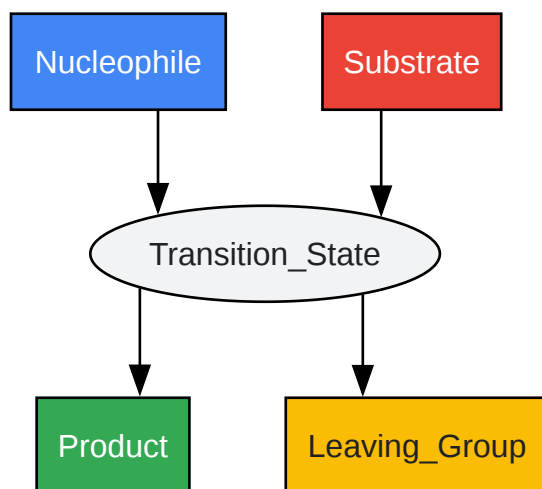 Nucleophile
Substrate
Transition_State
Product
Leaving_Group